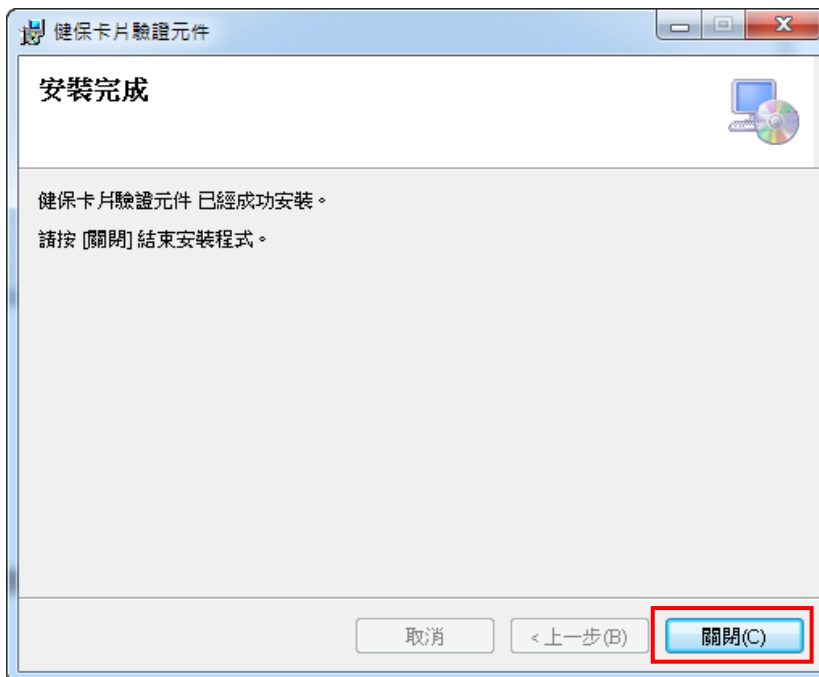 健保卡片驗證元件
安裝完成
健保卡片驗證元件 已經成功安裝。
請按 [關閉] 結束安裝程式。
取消
< 上一步(B)
關閉(C)